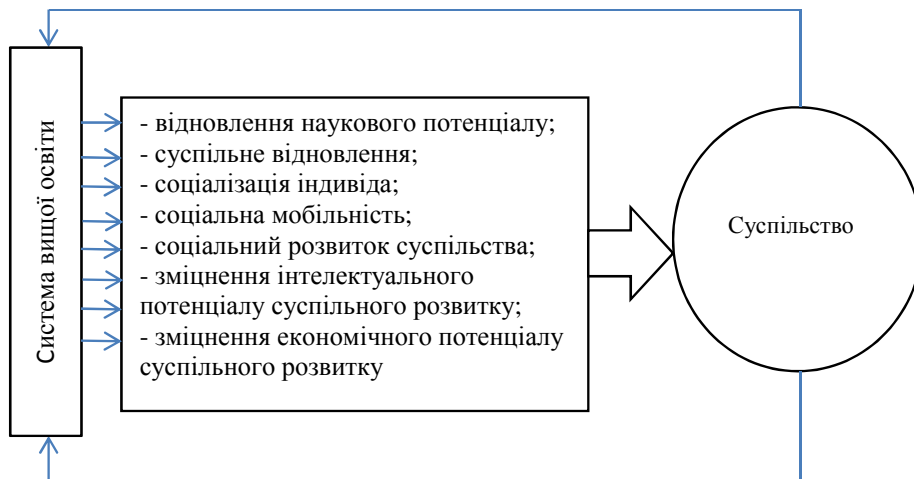 Система вищої освіти
- відновлення наукового потенціалу;
- суспільне відновлення;
- соціалізація індивіда;
- соціальна мобільність;
- соціальний розвиток суспільства;
- зміцнення інтелектуального
потенціалу суспільного розвитку;
- зміцнення економічного потенціалу
суспільного розвитку
Суспільство